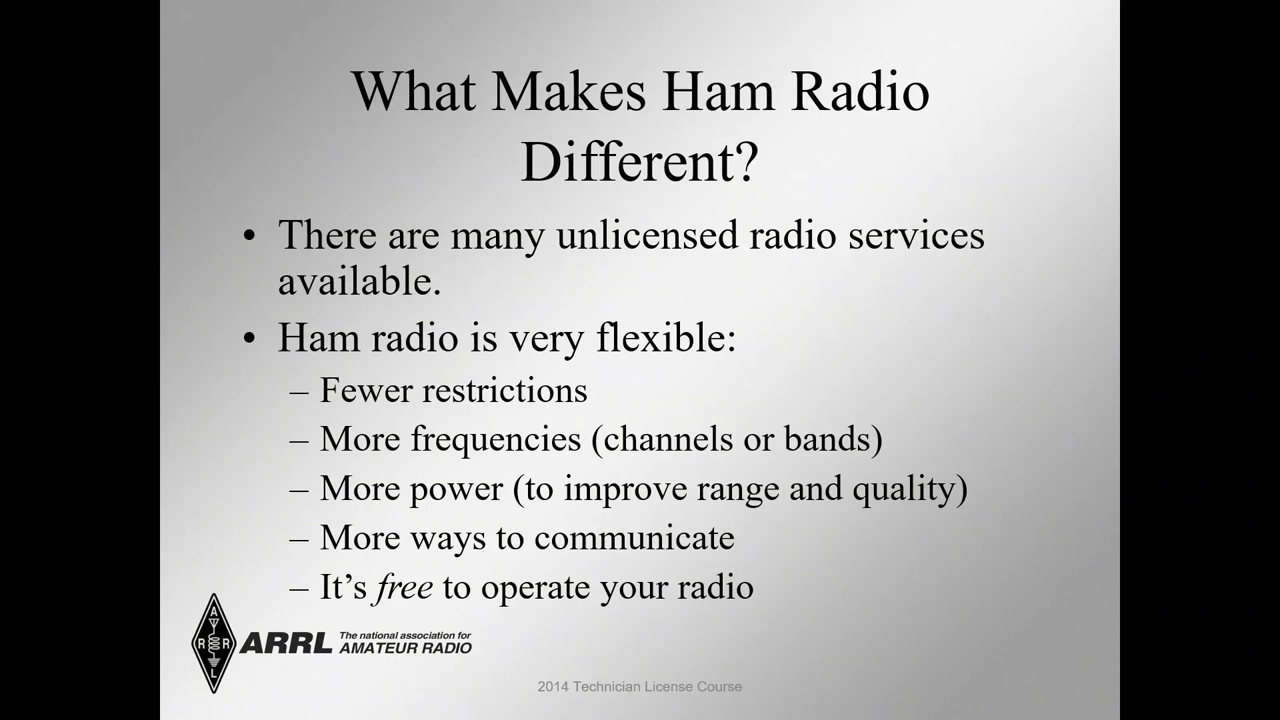 What Makes Ham Radio
Different?
• There are many unlicensed radio services
available.
• Ham radio is very flexible:
– Fewer restrictions
– More frequencies (channels or bands)
– More power (to improve range and quality)
– More ways to communicate
– It’s free to operate your radio
A
R R
L
ARRL The national association for
AMATEUR RADIO
2014 Technician License Course